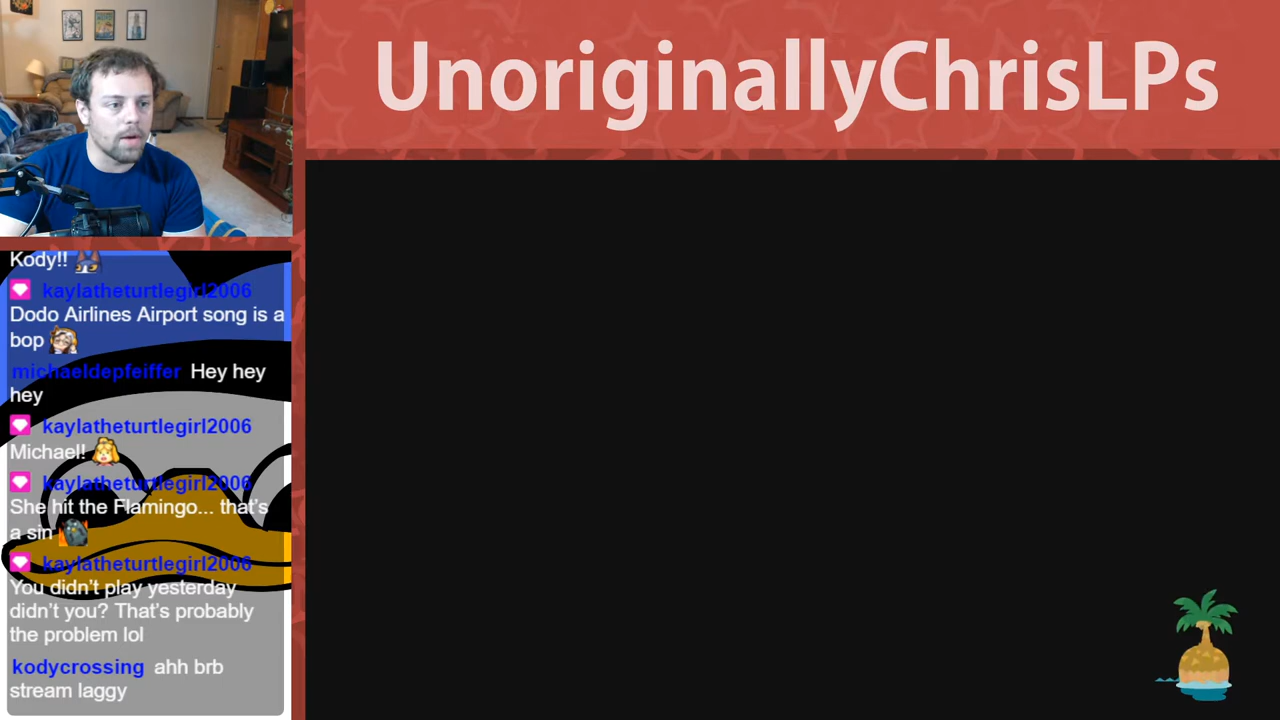 UnoriginallyChrisLPs
Kody!!
kaylatheturtlegirl2006
Dodo Airlines Airport song is a
bop
michaeldepfeiffer Hey hey
hey
kaylatheturtlegirl2006
Michael!
kaylatheturtlegirl2006
She hit the Flamingo... that's
a sin
kaylatheturtlegirl2006
You didn't play yesterday
didn't you? That's probably
the problem lol
kodycrossing ahh brb
stream laggy